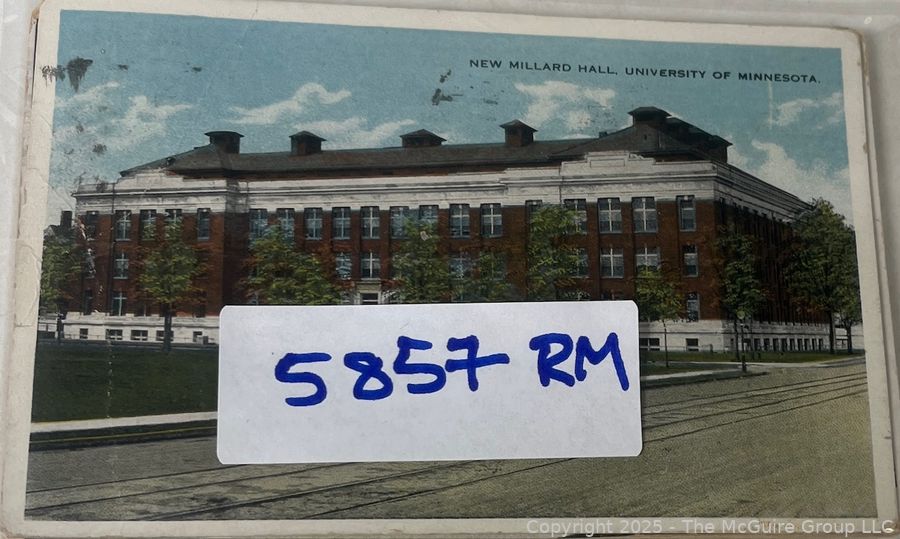 NEW MILLARD HALL, UNIVERSITY OF MINNESOTA.
5857 RM
Copyright 2025 - The McGuire Group LLC